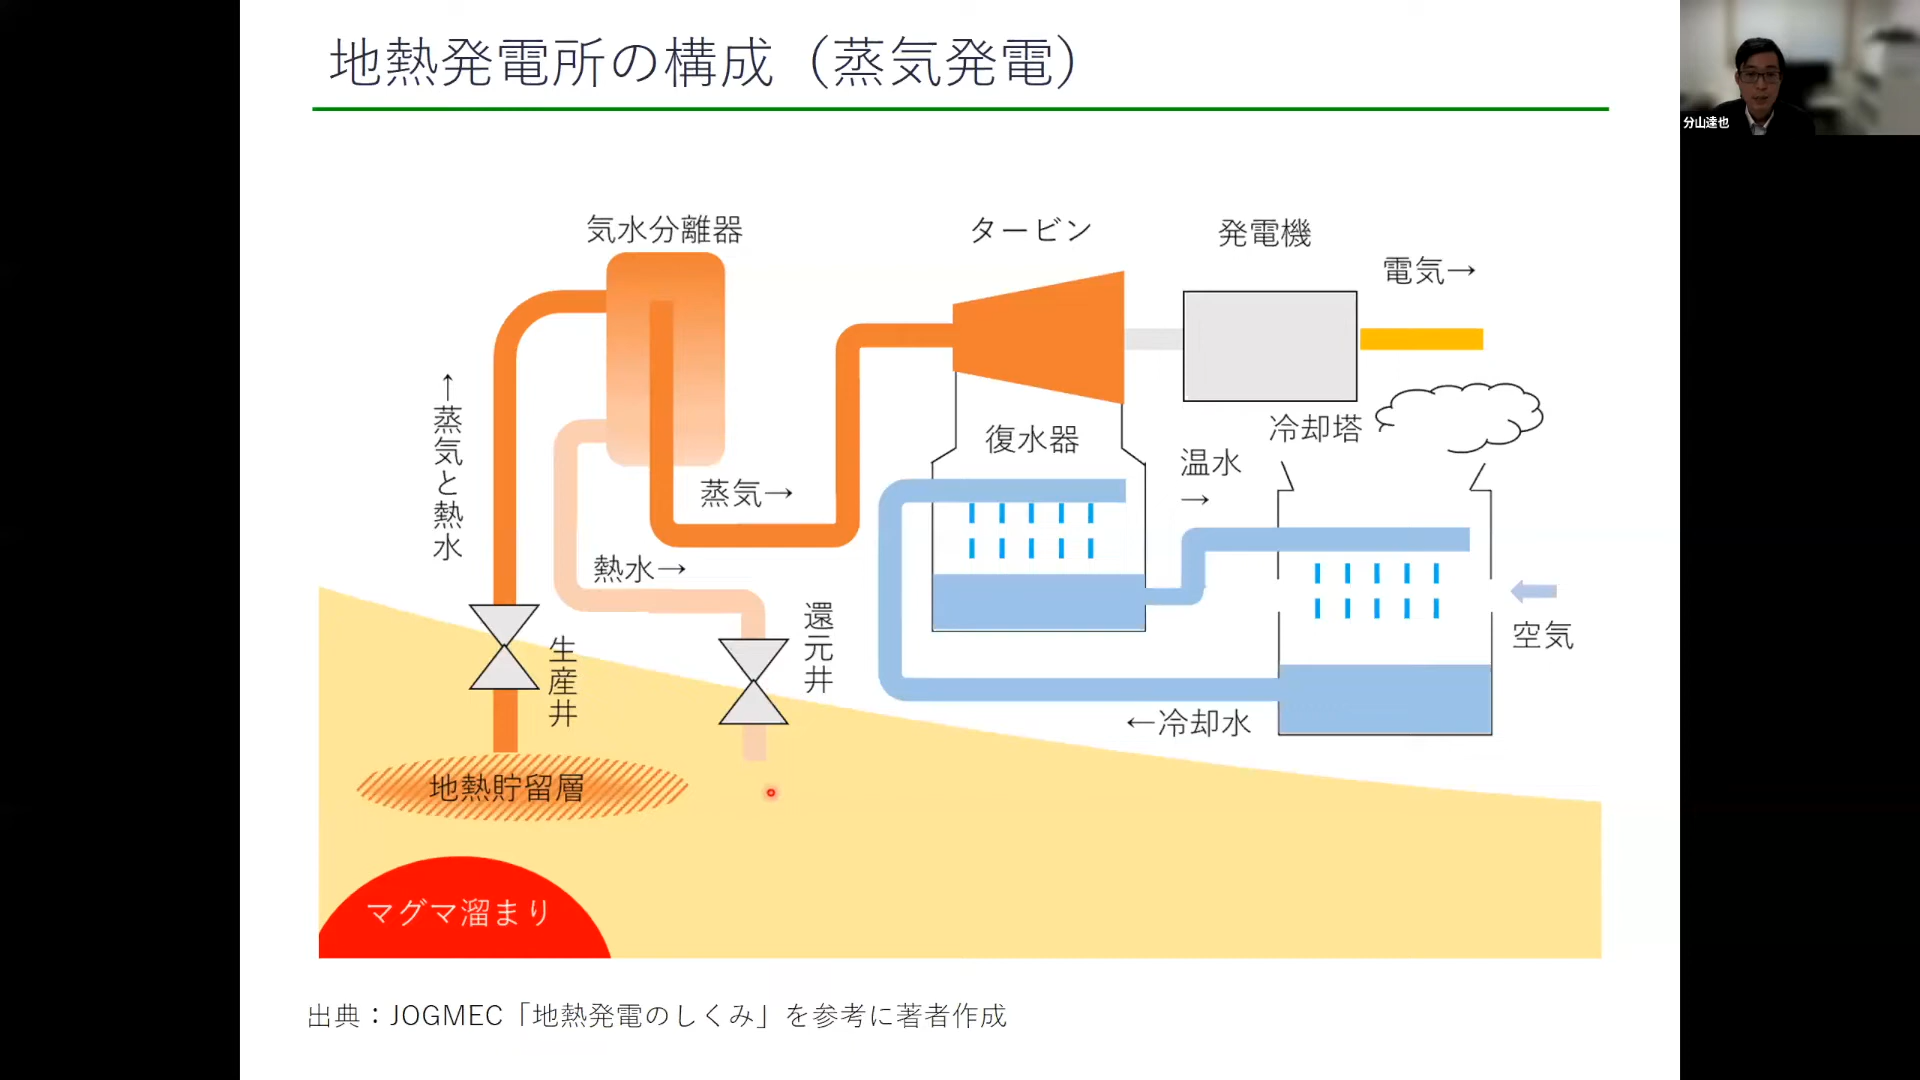 地熱発電所の構成（蒸気発電）
分山達也
気水分離器
タービン
発電機
電気→
↑蒸気と熱水
復水器
冷却塔
温水
→
蒸気→
熱水→
生産井
還元井
空気
←冷却水
地熱貯留層
マグマ溜まり
出典：JOGMEC「地熱発電のしくみ」を参考に著者作成